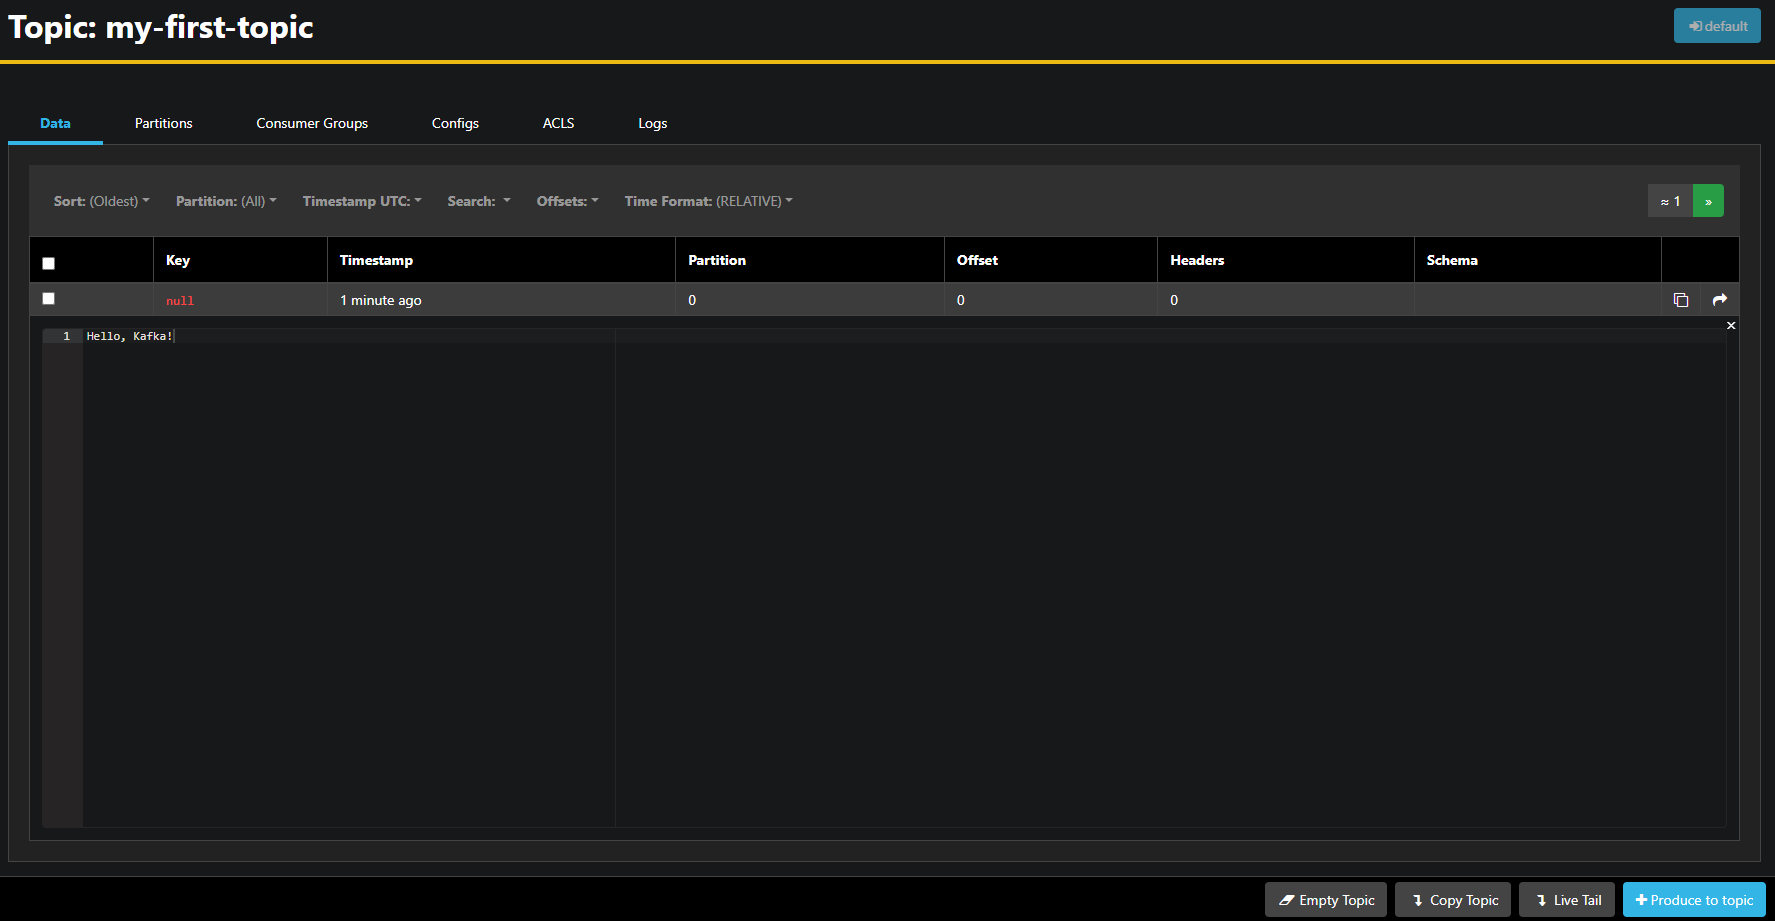 Topic: my-first-topic
default
Data Partitions Consumer Groups Configs ACLS Logs
Sort: (Oldest) Partition: (All) Timestamp UTC: Search: Offsets: Time Format: (RELATIVE) ≈ 1 »
Key Timestamp Partition Offset Headers Schema
null 1 minute ago 0 0 0
×
1 Hello, Kafka!
Empty Topic Copy Topic Live Tail Produce to topic